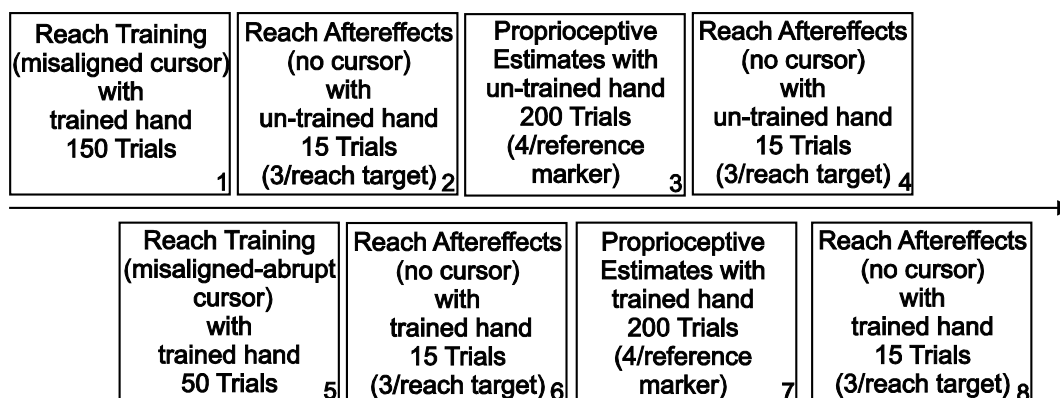 Reach Training
(misaligned cursor)
with
trained hand
150 Trials
1
Reach Aftereffects
(no cursor)
with
un-trained hand
15 Trials
(3/reach target) 2
Proprioceptive
Estimates with
un-trained hand
200 Trials
(4/reference
marker) 3
Reach Aftereffects
(no cursor)
with
un-trained hand
15 Trials
(3/reach target) 4
Reach Training
(misaligned-abrupt
cursor)
with
trained hand
50 Trials 5
Reach Aftereffects
(no cursor)
with
trained hand
15 Trials
(3/reach target) 6
Proprioceptive
Estimates with
trained hand
200 Trials
(4/reference
marker) 7
Reach Aftereffects
(no cursor)
with
trained hand
15 Trials
(3/reach target) 8